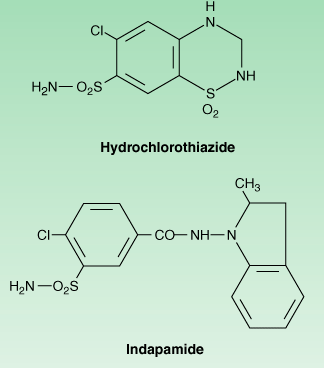 H
N
Cl
NH
H₂N—O₂S
S
O₂
Hydrochlorothiazide
CH₃
Cl
CO—NH—N
H₂N—O₂S
Indapamide